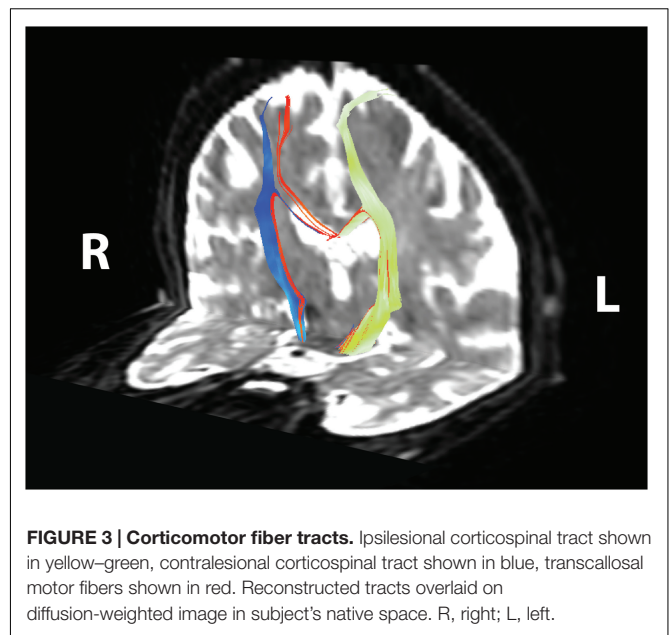 R
L
FIGURE 3 | Corticomotor fiber tracts. Ipsilesional corticospinal tract shown
in yellow–green, contralesional corticospinal tract shown in blue, transcallosal
motor fibers shown in red. Reconstructed tracts overlaid on
diffusion-weighted image in subject's native space. R, right; L, left.